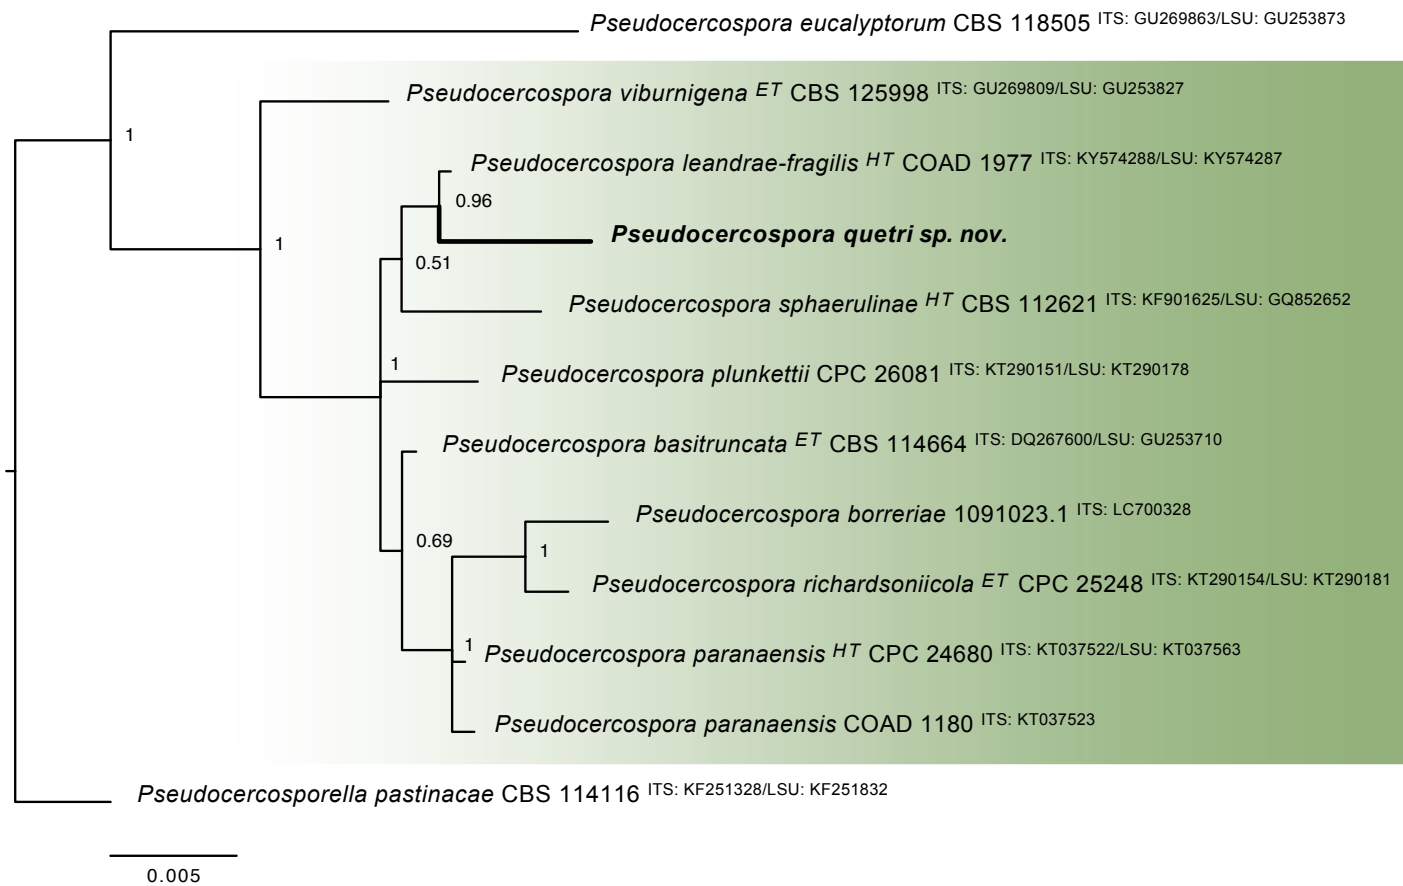 Pseudocercospora eucalyptorum CBS 118505 ITS: GU269863/LSU: GU253873
1
Pseudocercospora viburnigena ET CBS 125998 ITS: GU269809/LSU: GU253827
Pseudocercospora leandrae-fragilis HT COAD 1977 ITS: KY574288/LSU: KY574287
0.96
Pseudocercospora quetri sp. nov.
1
0.51
Pseudocercospora sphaerulinae HT CBS 112621 ITS: KF901625/LSU: GQ852652
1
Pseudocercospora plunkettii CPC 26081 ITS: KT290151/LSU: KT290178
Pseudocercospora basitruncata ET CBS 114664 ITS: DQ267600/LSU: GU253710
Pseudocercospora borreriae 1091023.1 ITS: LC700328
0.69
1
Pseudocercospora richardsoniicola ET CPC 25248 ITS: KT290154/LSU: KT290181
1
Pseudocercospora paranaensis HT CPC 24680 ITS: KT037522/LSU: KT037563
Pseudocercospora paranaensis COAD 1180 ITS: KT037523
Pseudocercosporella pastinacae CBS 114116 ITS: KF251328/LSU: KF251832
0.005